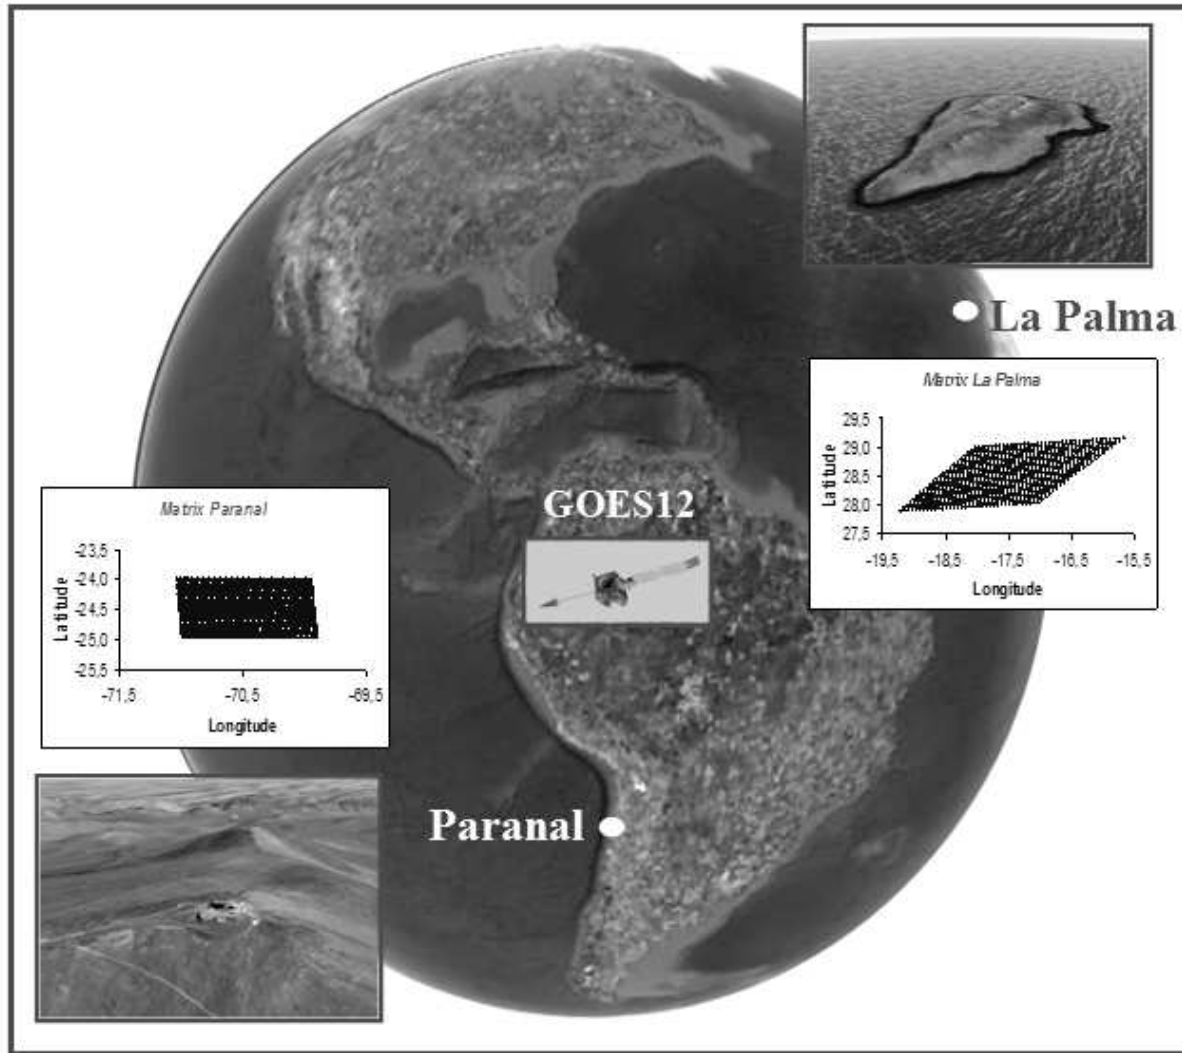 La Palma
Matrix La Palma
29,5
29,0
28,5
28,0
27,5
Latitude
-19,5
-18,5
-17,5
-16,5
-15,5
Longitude
GOES12
Matrix Paranal
-23,5
-24,0
-24,5
-25,0
-25,5
Latitude
-71,5
-70,5
-69,5
Longitude
Paranal